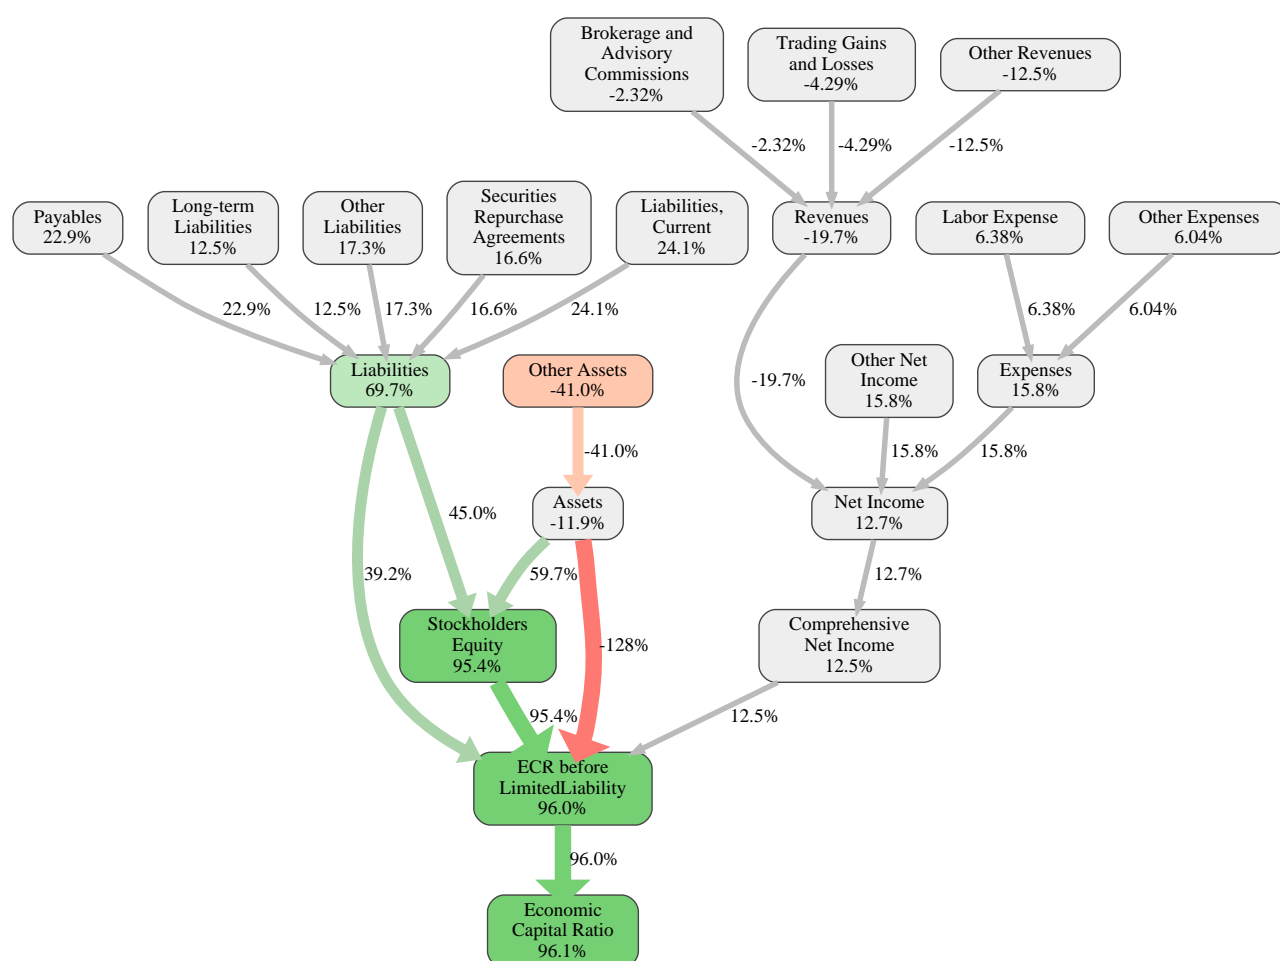 Brokerage and
Advisory
Commissions
-2.32%
Trading Gains
and Losses
-4.29%
Other Revenues
-12.5%
-2.32%
-4.29%
-12.5%
Payables
22.9%
Long-term
Liabilities
12.5%
Other
Liabilities
17.3%
Securities
Repurchase
Agreements
16.6%
Liabilities,
Current
24.1%
Revenues
-19.7%
Labor Expense
6.38%
Other Expenses
6.04%
22.9%
12.5%
17.3%
16.6%
24.1%
6.38%
6.04%
Liabilities
69.7%
Other Assets
-41.0%
-19.7%
Other Net
Income
15.8%
Expenses
15.8%
-41.0%
15.8%
15.8%
45.0%
Assets
-11.9%
Net Income
12.7%
39.2%
59.7%
12.7%
Stockholders
Equity
95.4%
-128%
Comprehensive
Net Income
12.5%
95.4%
12.5%
ECR before
LimitedLiability
96.0%
96.0%
Economic
Capital Ratio
96.1%